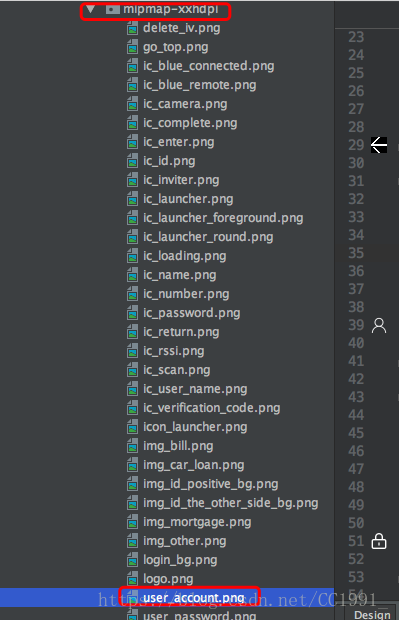 mipmap-xxhdpi
delete_iv.png
go_top.png
ic_blue_connected.png
ic_blue_remote.png
ic_camera.png
ic_complete.png
ic_enter.png
ic_id.png
ic_inviter.png
ic_launcher.png
ic_launcher_foreground.png
ic_launcher_round.png
ic_loading.png
ic_name.png
ic_number.png
ic_password.png
ic_return.png
ic_rssi.png
ic_scan.png
ic_user_name.png
ic_verification_code.png
icon_launcher.png
img_bill.png
img_car_loan.png
img_id_positive_bg.png
img_id_the_other_side_bg.png
img_mortgage.png
img_other.png
login_bg.png
logo.png
user_account.png
user_password.png
23
24
25
26
27
28
29
30
31
32
33
34
35
36
37
38
39
40
41
42
43
44
45
46
47
48
49
50
51
52
53
54
Design
https://blog.csdn.net/CC1991_